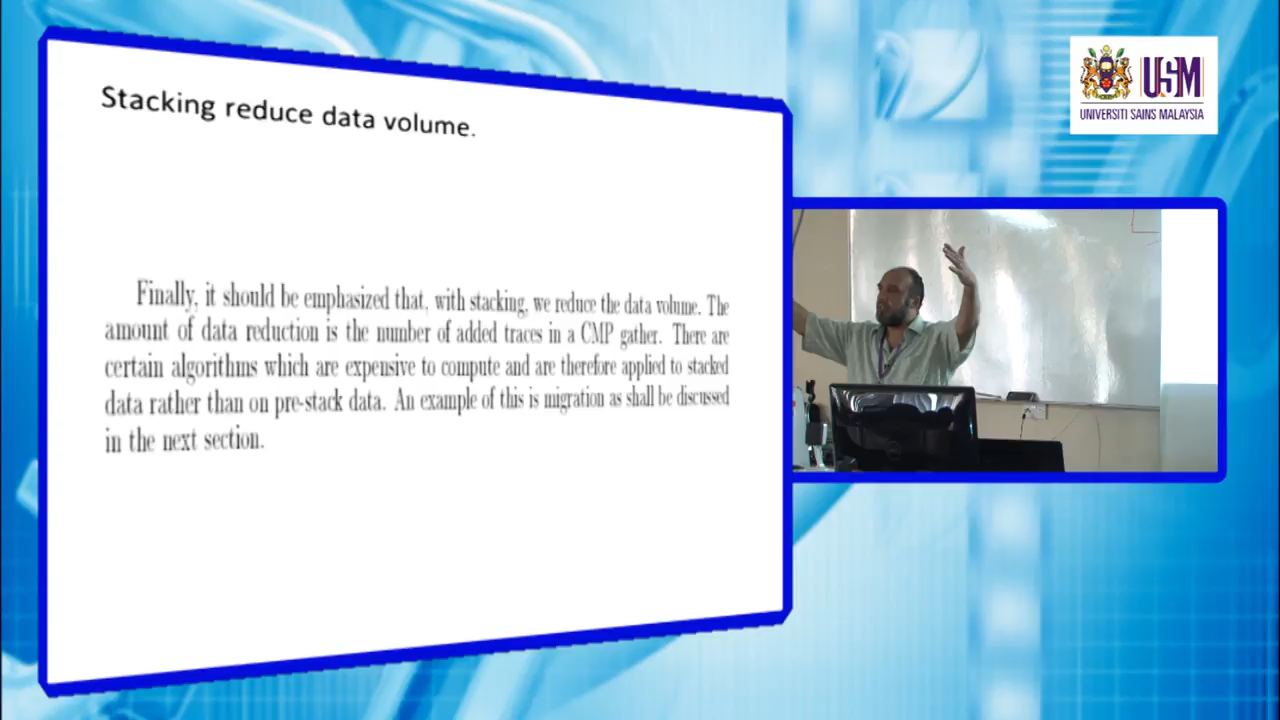 Stacking reduce data volume.
Finally, it should be emphasized that, with stacking, we reduce the data volume. The
amount of data reduction is the number of added traces in a CMP gather. There are
certain algorithms which are expensive to compute and are therefore applied to stacked
data rather than on pre-stack data. An example of this is migration as shall be discussed
in the next section.
USM
UNIVERSITI SAINS MALAYSIA